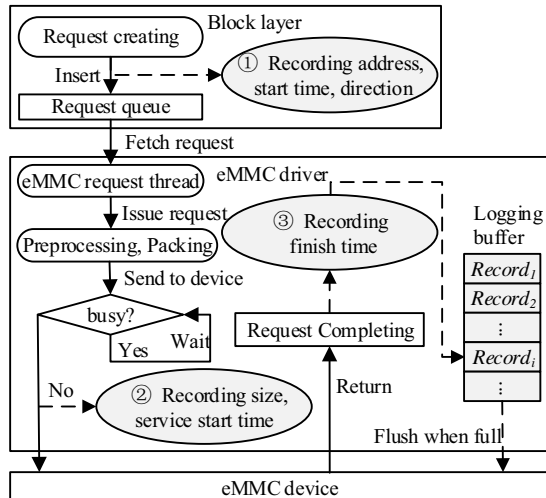 Block layer
Request creating
Insert
① Recording address,
start time, direction
Request queue
Fetch request
eMMC driver
eMMC request thread
Issue request
Preprocessing, Packing
Send to device
busy?
Yes
Wait
No
② Recording size,
service start time
③ Recording
finish time
Request Completing
Return
Logging
buffer
Record1
Record2
⋮
Recordi
⋮
Flush when full
eMMC device